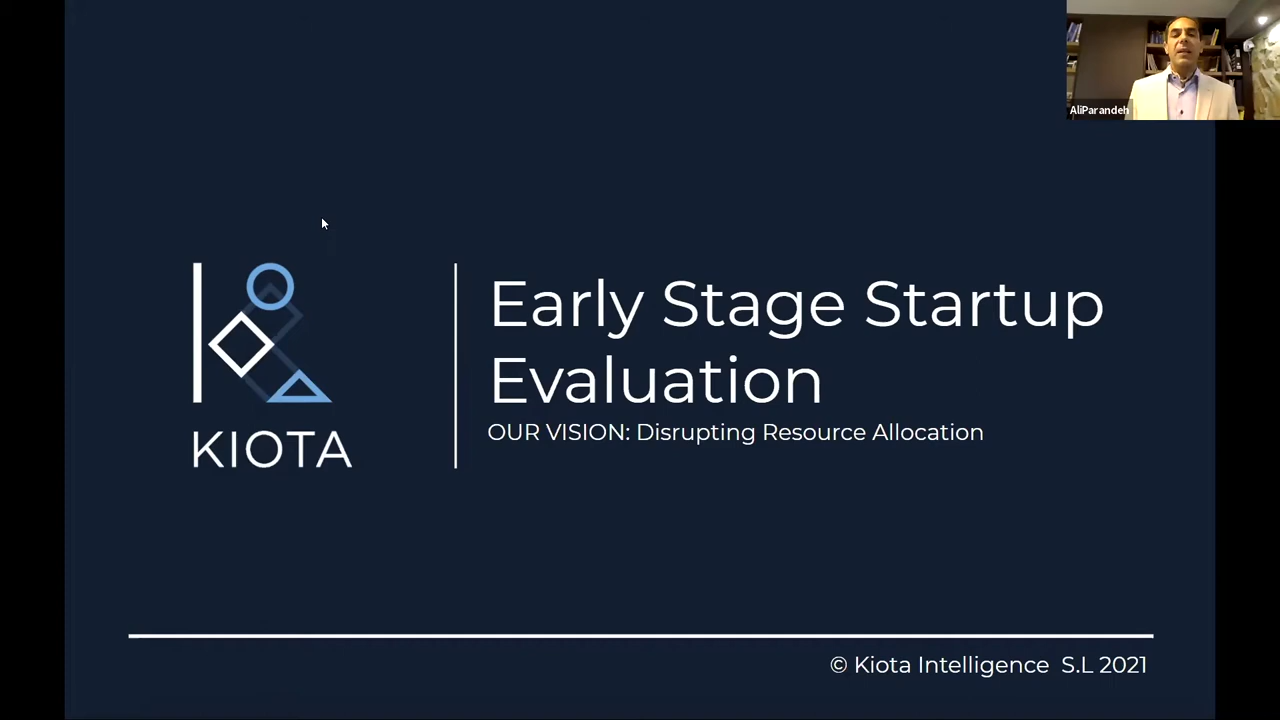 AliParandeh
Early Stage Startup
Evaluation
OUR VISION: Disrupting Resource Allocation
KIOTA
© Kiota Intelligence S.L 2021